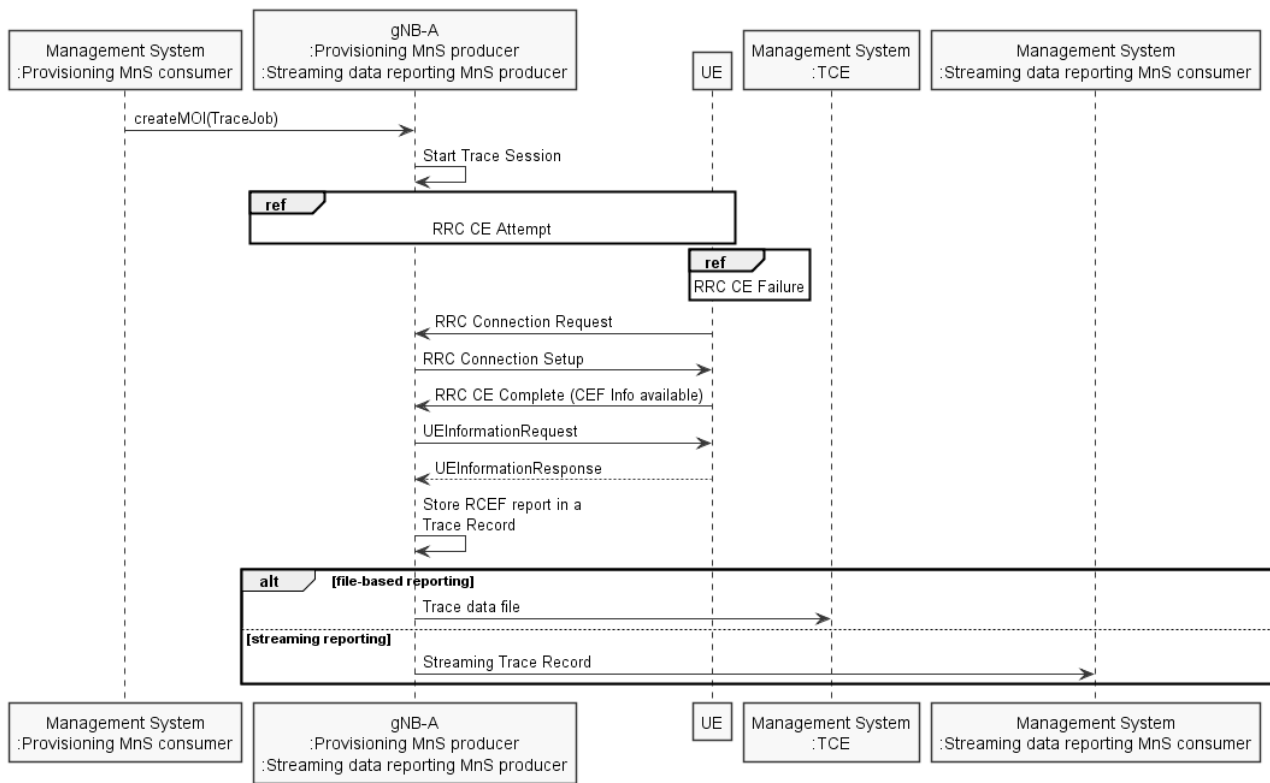 Management System
:Provisioning MnS consumer
gNB-A
:Provisioning MnS producer
:Streaming data reporting MnS producer
UE
Management System
:TCE
Management System
:Streaming data reporting MnS consumer
createMOI(TraceJob)
Start Trace Session
ref
RRC CE Attempt
ref
RRC CE Failure
RRC Connection Request
RRC Connection Setup
RRC CE Complete (CEF Info available)
UEInformationRequest
UEInformationResponse
Store RCEF report in a
Trace Record
alt [file-based reporting]
Trace data file
[streaming reporting]
Streaming Trace Record
Management System
:Provisioning MnS consumer
gNB-A
:Provisioning MnS producer
:Streaming data reporting MnS producer
UE
Management System
:TCE
Management System
:Streaming data reporting MnS consumer